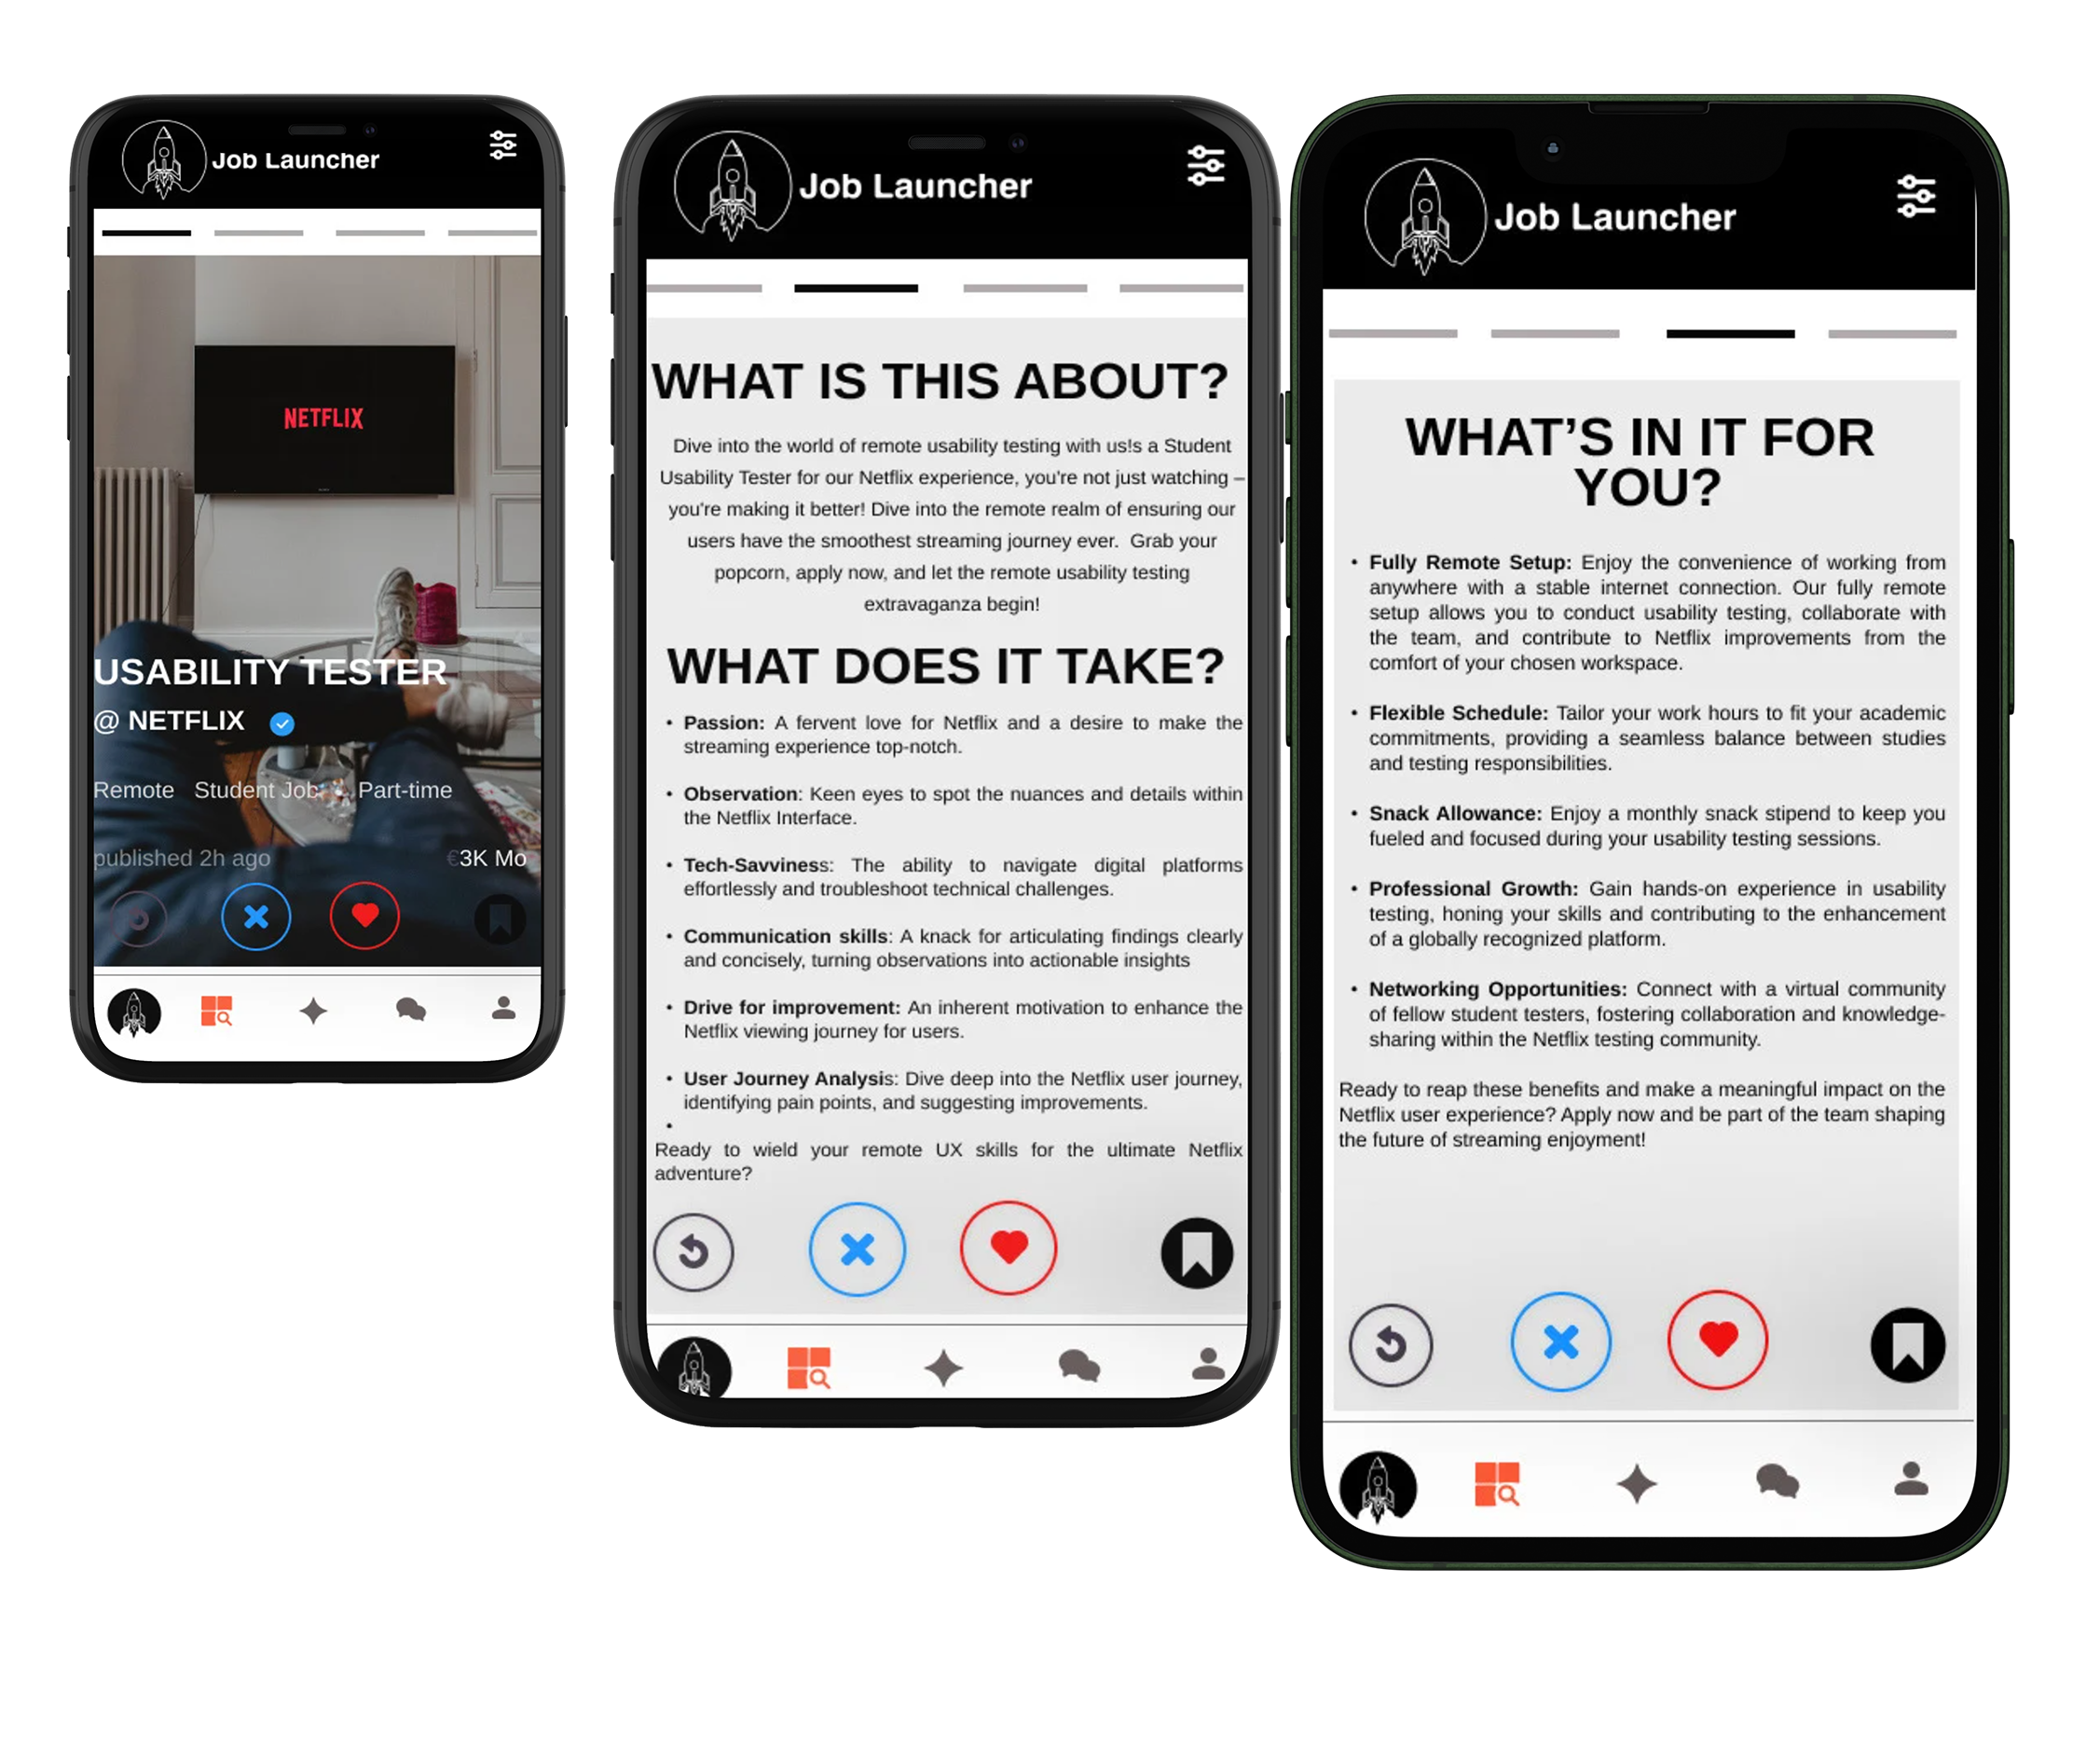 Job Launcher
NETFLIX
USABILITY TESTER
@ NETFLIX
Remote Student Job Part-time
published 2h ago €3K Mo
Job Launcher
WHAT IS THIS ABOUT?
Dive into the world of remote usability testing with us!s a Student
Usability Tester for our Netflix experience, you're not just watching –
you're making it better! Dive into the remote realm of ensuring our
users have the smoothest streaming journey ever. Grab your
popcorn, apply now, and let the remote usability testing
extravaganza begin!
WHAT DOES IT TAKE?
• Passion: A fervent love for Netflix and a desire to make the
streaming experience top-notch.
• Observation: Keen eyes to spot the nuances and details within
the Netflix Interface.
• Tech-Savviness: The ability to navigate digital platforms
effortlessly and troubleshoot technical challenges.
• Communication skills: A knack for articulating findings clearly
and concisely, turning observations into actionable insights
• Drive for improvement: An inherent motivation to enhance the
Netflix viewing journey for users.
• User Journey Analysis: Dive deep into the Netflix user journey,
identifying pain points, and suggesting improvements.
•
Ready to wield your remote UX skills for the ultimate Netflix
adventure?
Job Launcher
WHAT'S IN IT FOR
YOU?
• Fully Remote Setup: Enjoy the convenience of working from
anywhere with a stable internet connection. Our fully remote
setup allows you to conduct usability testing, collaborate with
the team, and contribute to Netflix improvements from the
comfort of your chosen workspace.
• Flexible Schedule: Tailor your work hours to fit your academic
commitments, providing a seamless balance between studies
and testing responsibilities.
• Snack Allowance: Enjoy a monthly snack stipend to keep you
fueled and focused during your usability testing sessions.
• Professional Growth: Gain hands-on experience in usability
testing, honing your skills and contributing to the enhancement
of a globally recognized platform.
• Networking Opportunities: Connect with a virtual community
of fellow student testers, fostering collaboration and knowledge-
sharing within the Netflix testing community.
Ready to reap these benefits and make a meaningful impact on the
Netflix user experience? Apply now and be part of the team shaping
the future of streaming enjoyment!